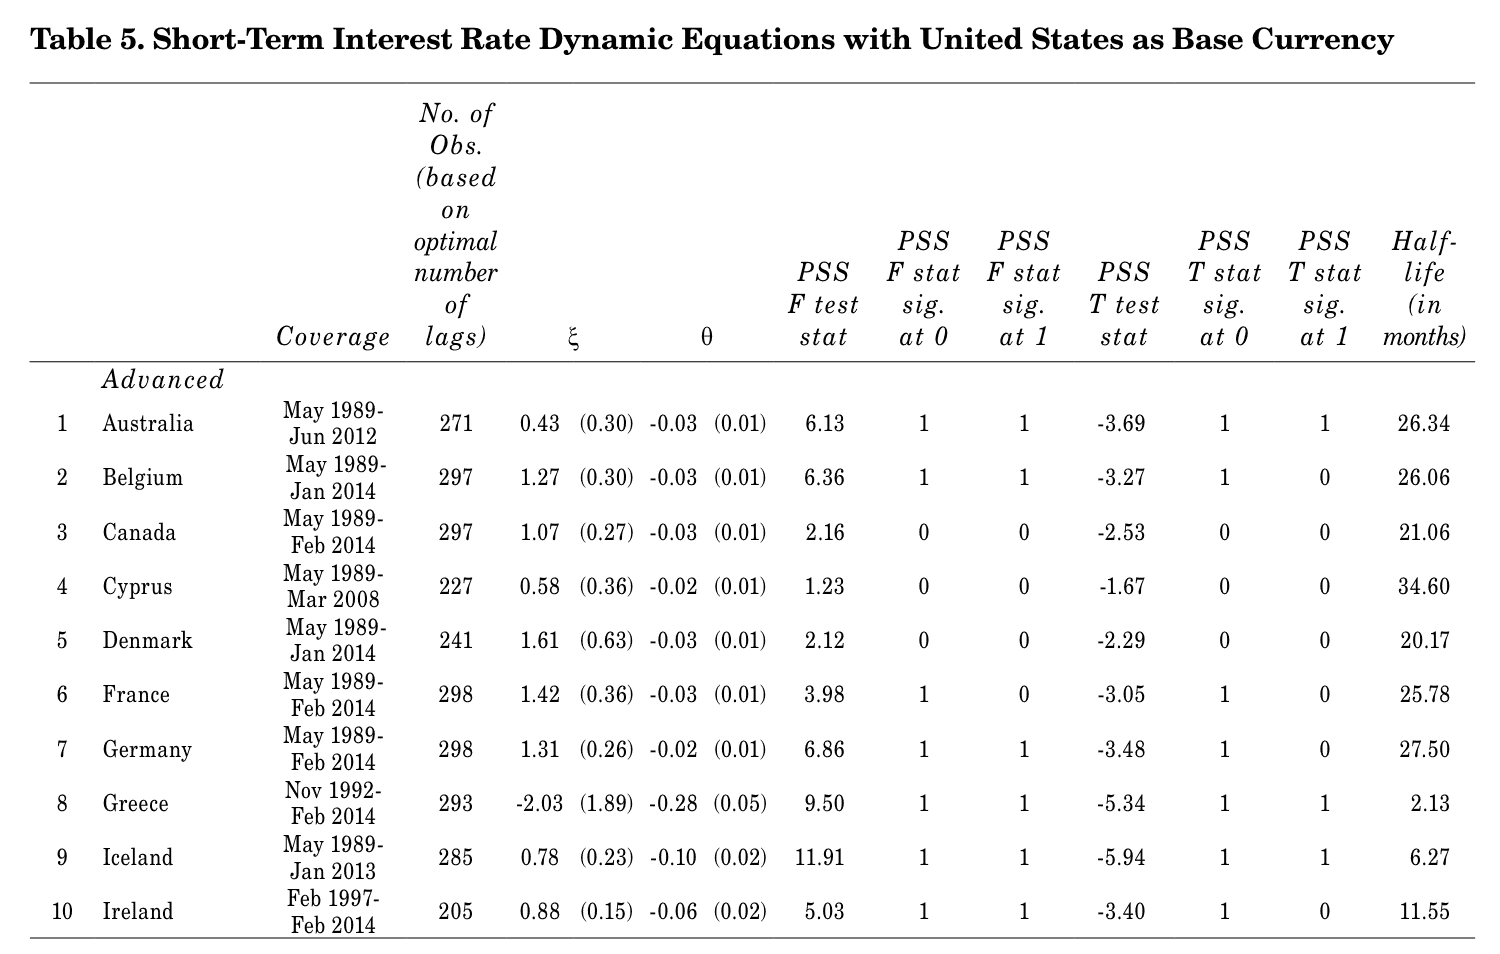 Table 5. Short-Term Interest Rate Dynamic Equations with United States as Base Currency
Coverage No. of Obs. (based on optimal number of lags) ξ θ PSS F test stat PSS F stat sig. at 0 PSS F stat sig. at 1 PSS T test stat PSS T stat sig. at 0 PSS T stat sig. at 1 Half-life (in months)
Advanced
1 Australia May 1989-Jun 2012 271 0.43 (0.30) -0.03 (0.01) 6.13 1 1 -3.69 1 1 26.34
2 Belgium May 1989-Jan 2014 297 1.27 (0.30) -0.03 (0.01) 6.36 1 1 -3.27 1 0 26.06
3 Canada May 1989-Feb 2014 297 1.07 (0.27) -0.03 (0.01) 2.16 0 0 -2.53 0 0 21.06
4 Cyprus May 1989-Mar 2008 227 0.58 (0.36) -0.02 (0.01) 1.23 0 0 -1.67 0 0 34.60
5 Denmark May 1989-Jan 2014 241 1.61 (0.63) -0.03 (0.01) 2.12 0 0 -2.29 0 0 20.17
6 France May 1989-Feb 2014 298 1.42 (0.36) -0.03 (0.01) 3.98 1 0 -3.05 1 0 25.78
7 Germany May 1989-Feb 2014 298 1.31 (0.26) -0.02 (0.01) 6.86 1 1 -3.48 1 0 27.50
8 Greece Nov 1992-Feb 2014 293 -2.03 (1.89) -0.28 (0.05) 9.50 1 1 -5.34 1 1 2.13
9 Iceland May 1989-Jan 2013 285 0.78 (0.23) -0.10 (0.02) 11.91 1 1 -5.94 1 1 6.27
10 Ireland Feb 1997-Feb 2014 205 0.88 (0.15) -0.06 (0.02) 5.03 1 1 -3.40 1 0 11.55